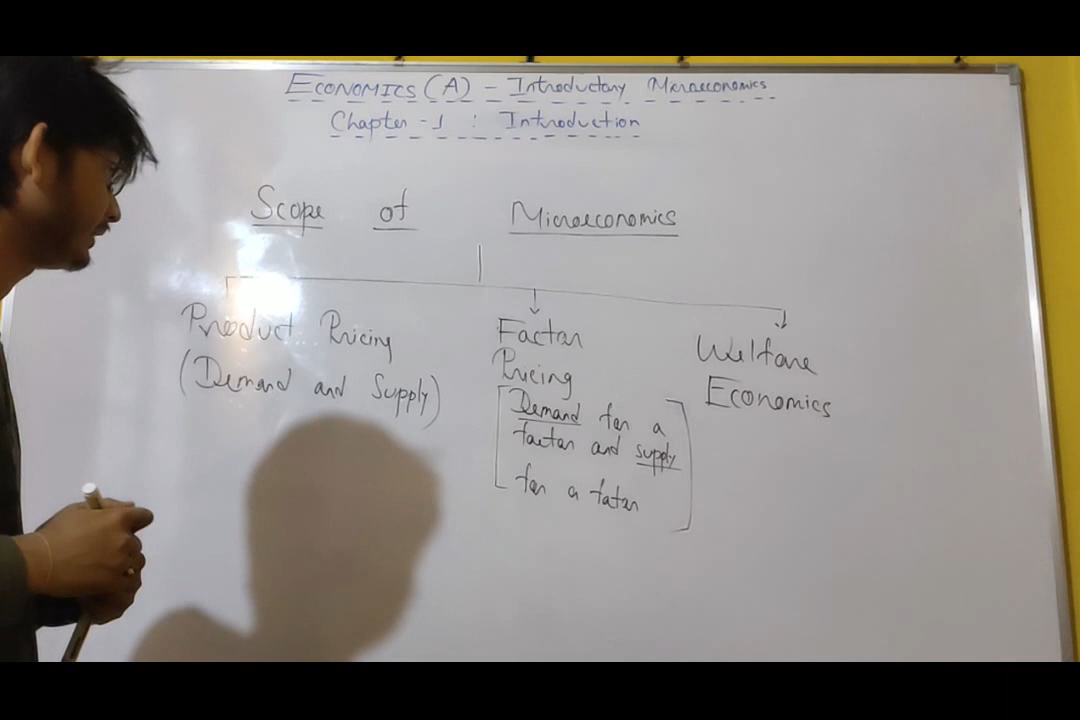 ECONOMICS (A) - Introductory Microeconomics
Chapter - 1 : Introduction
Scope of Microeconomics
Product Pricing
(Demand and Supply)
Factor
Pricing
[Demand for a
factor and supply
for a fator]
Welfare
Economics